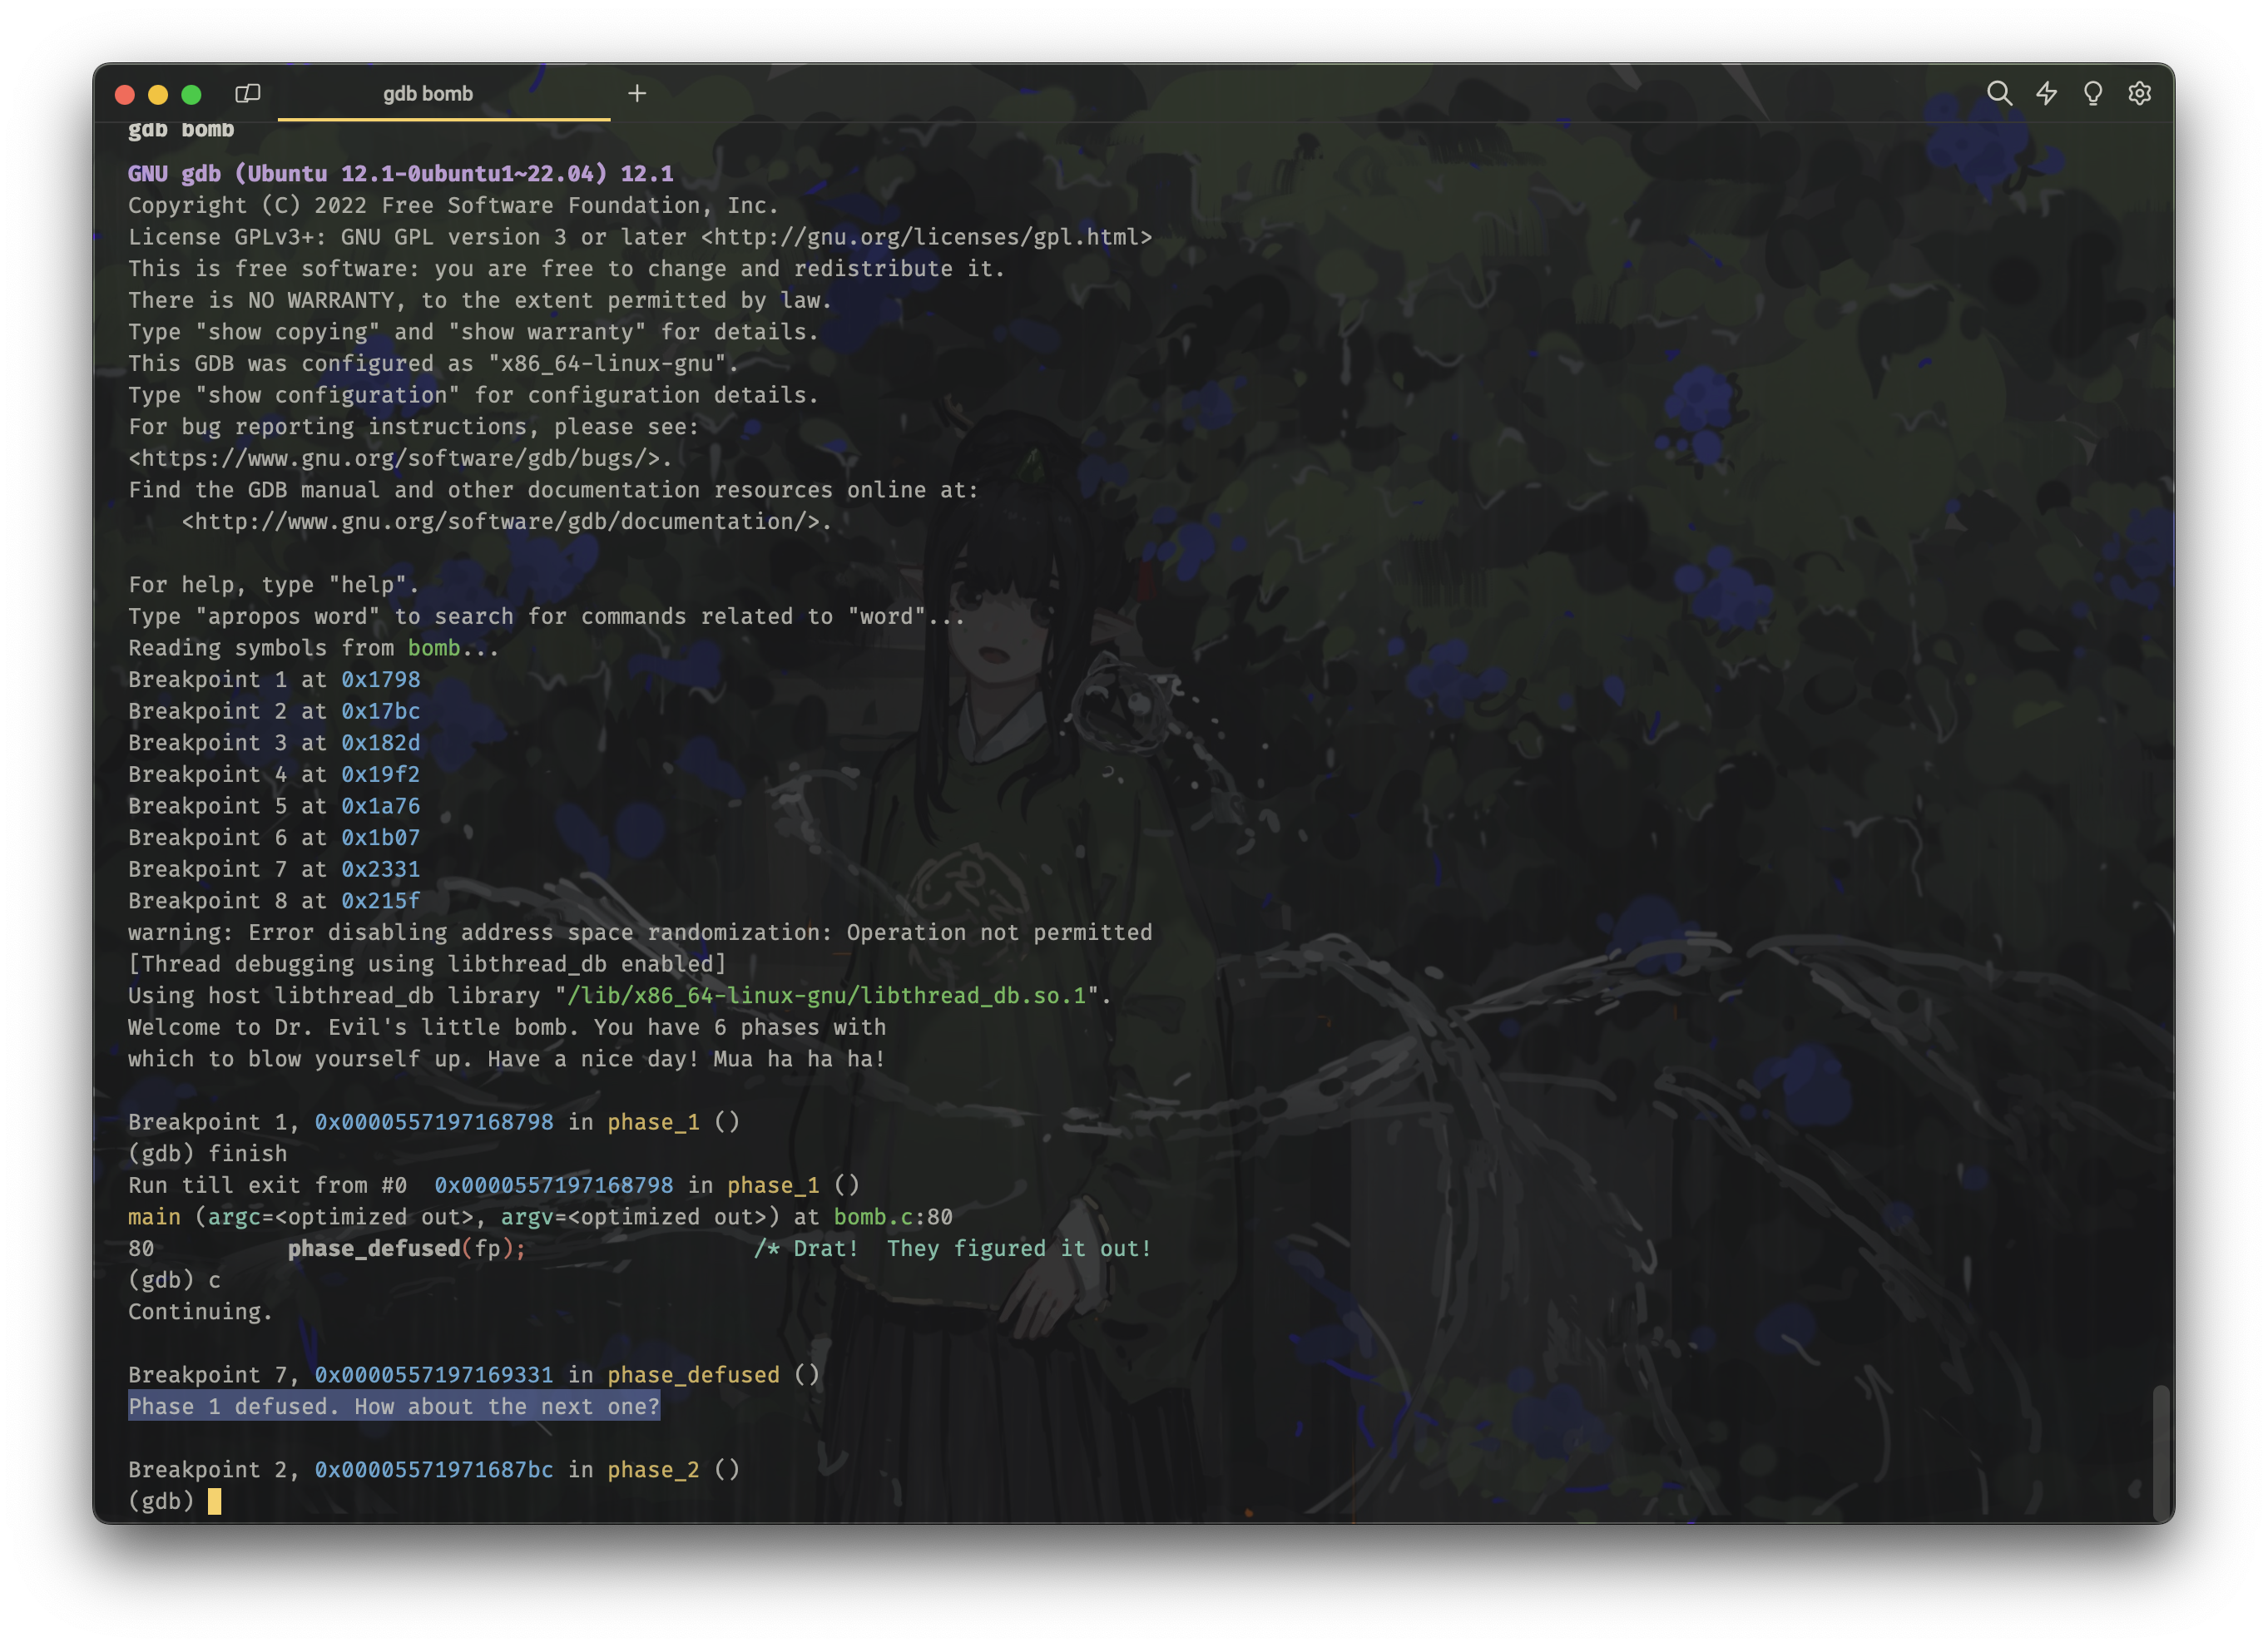 gdb bomb
gdb bomb
GNU gdb (Ubuntu 12.1-0ubuntu1~22.04) 12.1
Copyright (C) 2022 Free Software Foundation, Inc.
License GPLv3+: GNU GPL version 3 or later <http://gnu.org/licenses/gpl.html>
This is free software: you are free to change and redistribute it.
There is NO WARRANTY, to the extent permitted by law.
Type "show copying" and "show warranty" for details.
This GDB was configured as "x86_64-linux-gnu".
Type "show configuration" for configuration details.
For bug reporting instructions, please see:
<https://www.gnu.org/software/gdb/bugs/>.
Find the GDB manual and other documentation resources online at:
    <http://www.gnu.org/software/gdb/documentation/>.

For help, type "help".
Type "apropos word" to search for commands related to "word"...
Reading symbols from bomb...
Breakpoint 1 at 0x1798
Breakpoint 2 at 0x17bc
Breakpoint 3 at 0x182d
Breakpoint 4 at 0x19f2
Breakpoint 5 at 0x1a76
Breakpoint 6 at 0x1b07
Breakpoint 7 at 0x2331
Breakpoint 8 at 0x215f
warning: Error disabling address space randomization: Operation not permitted
[Thread debugging using libthread_db enabled]
Using host libthread_db library "/lib/x86_64-linux-gnu/libthread_db.so.1".
Welcome to Dr. Evil's little bomb. You have 6 phases with
which to blow yourself up. Have a nice day! Mua ha ha ha!

Breakpoint 1, 0x0000557197168798 in phase_1 ()
(gdb) finish
Run till exit from #0  0x0000557197168798 in phase_1 ()
main (argc=<optimized out>, argv=<optimized out>) at bomb.c:80
80          phase_defused(fp);                 /* Drat!  They figured it out!
(gdb) c
Continuing.

Breakpoint 7, 0x0000557197169331 in phase_defused ()
Phase 1 defused. How about the next one?

Breakpoint 2, 0x00005571971687bc in phase_2 ()
(gdb)